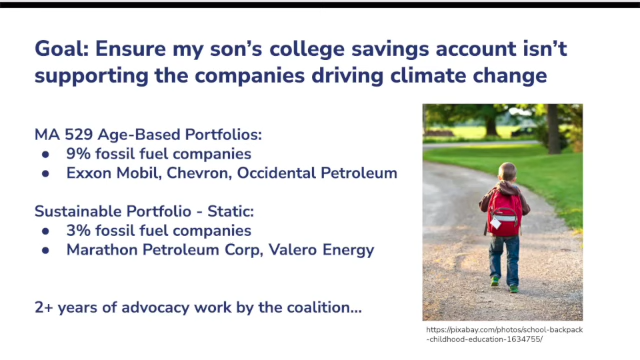 Goal: Ensure my son’s college savings account isn’t
supporting the companies driving climate change
MA 529 Age-Based Portfolios:
● 9% fossil fuel companies
● Exxon Mobil, Chevron, Occidental Petroleum
Sustainable Portfolio - Static:
● 3% fossil fuel companies
● Marathon Petroleum Corp, Valero Energy
2+ years of advocacy work by the coalition...
https://pixabay.com/photos/school-backpack
-childhood-education-1634755/